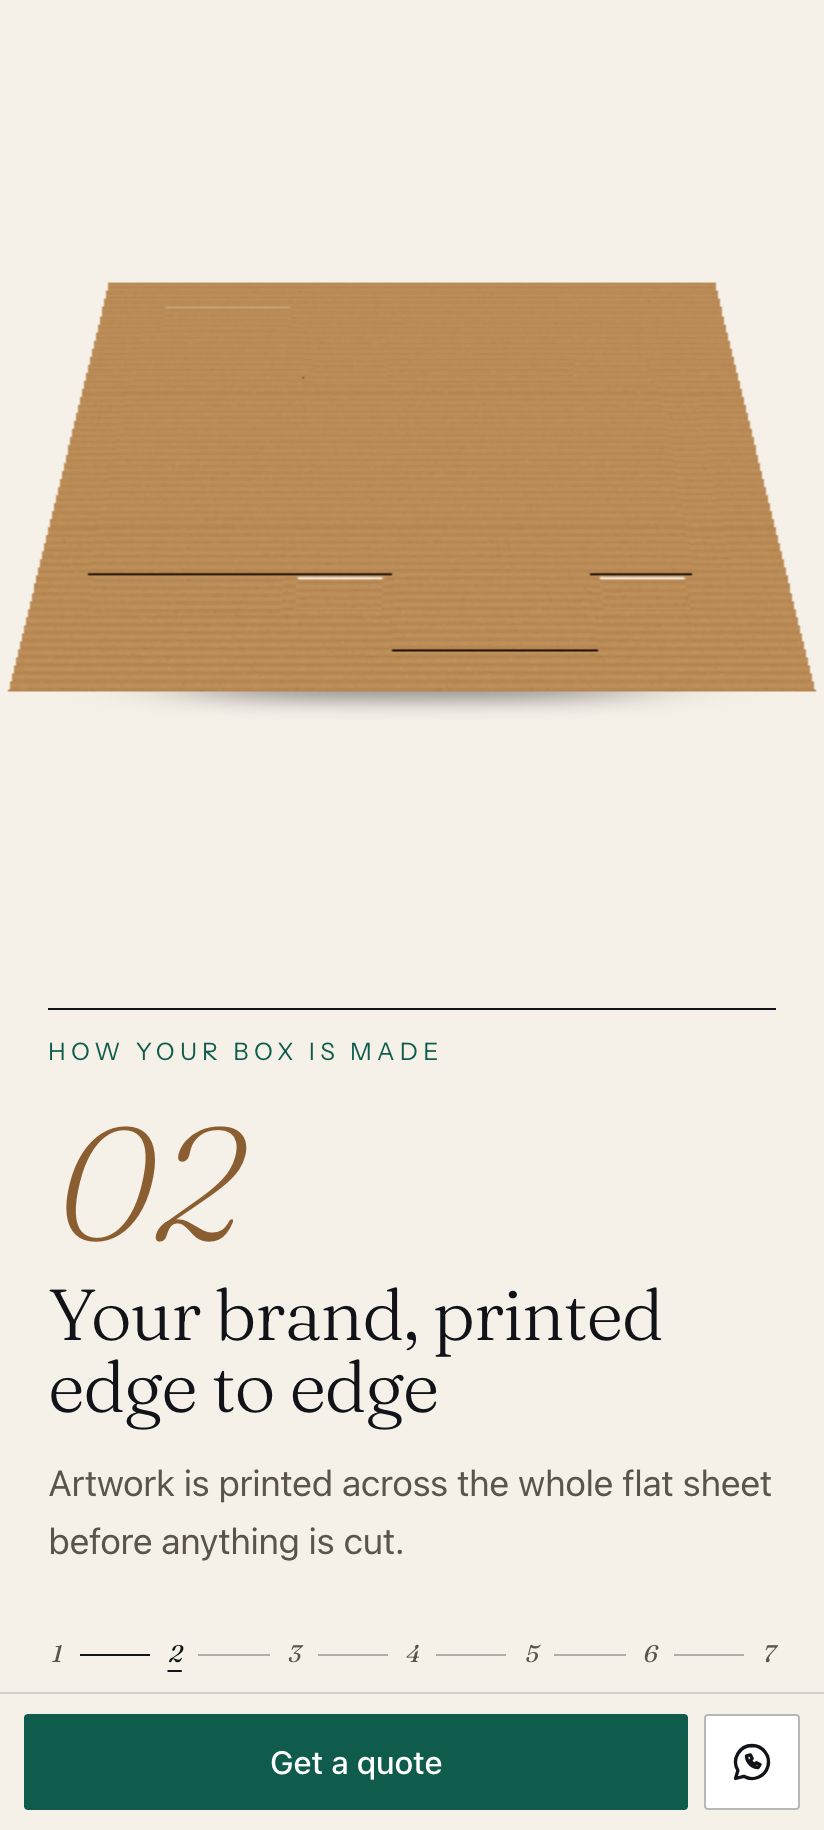 HOW YOUR BOX IS MADE
02
Your brand, printed
edge to edge
Artwork is printed across the whole flat sheet
before anything is cut.
1 2 3 4 5 6 7
Get a quote